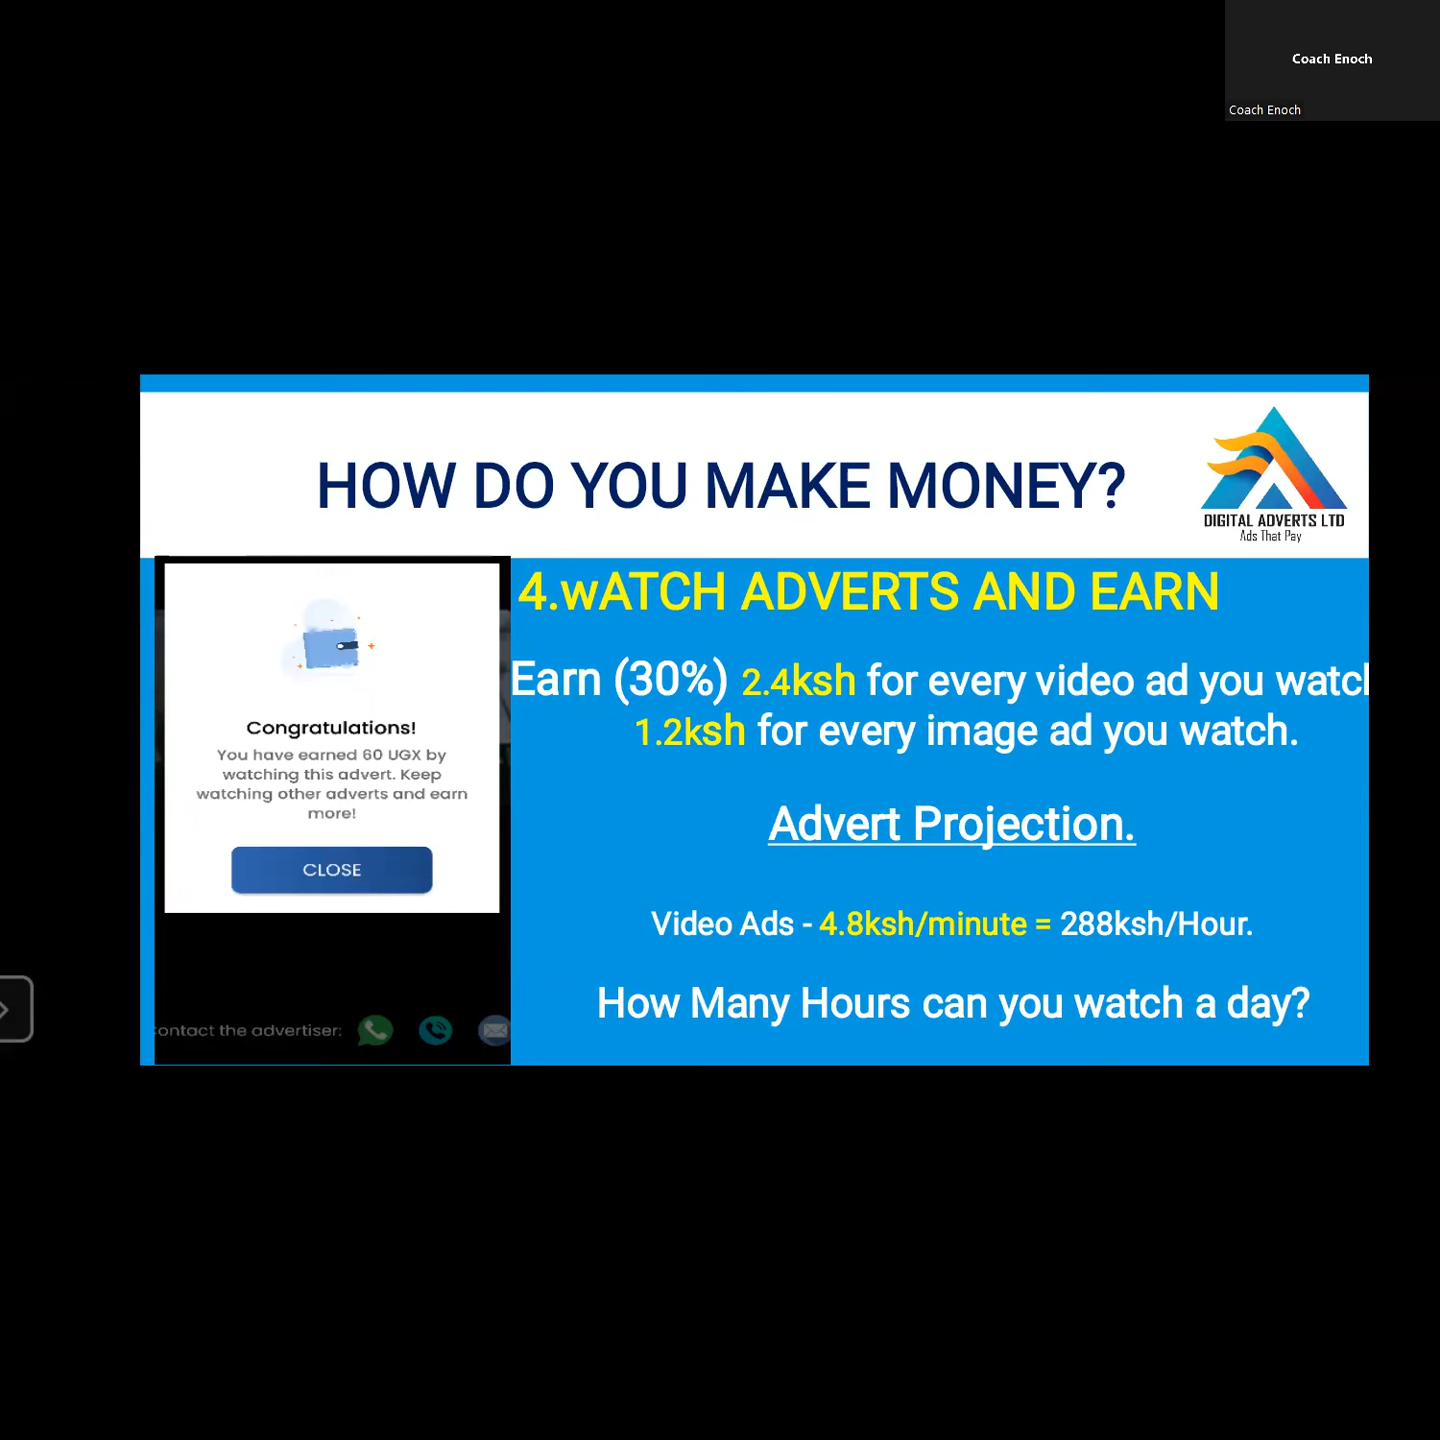 Coach Enoch
Coach Enoch
HOW DO YOU MAKE MONEY?
DIGITAL ADVERTS LTD
Ads That Pay
4.wATCH ADVERTS AND EARN
Earn (30%) 2.4ksh for every video ad you watch
1.2ksh for every image ad you watch.
Advert Projection.
Video Ads - 4.8ksh/minute = 288ksh/Hour.
How Many Hours can you watch a day?
Congratulations!
You have earned 60 UGX by
watching this advert. Keep
watching other adverts and earn
more!
CLOSE
ontact the advertiser: